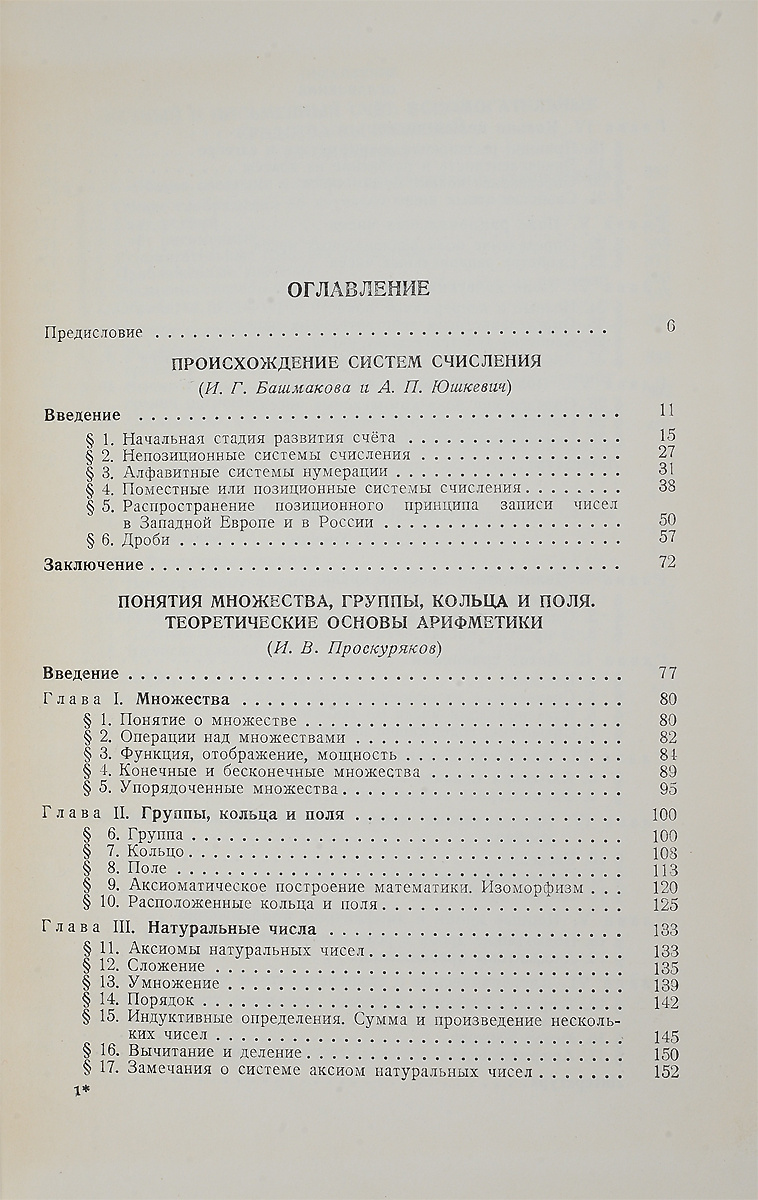 ОГЛАВЛЕНИЕ
Предисловие . . . . . . . . . . . . . . . . . . . . 6
ПРОИСХОЖДЕНИЕ СИСТЕМ СЧИСЛЕНИЯ
(И. Г. Башмакова и А. П. Юшкевич)
Введение . . . . . . . . . . . . . . . . . . . . 11
§ 1. Начальная стадия развития счёта . . . . . . . . . . 15
§ 2. Непозиционные системы счисления . . . . . . . . . . 27
§ 3. Алфавитные системы нумерации . . . . . . . . . . 31
§ 4. Поместные или позиционные системы счисления . . . . . . . . 38
§ 5. Распространение позиционного принципа записи чисел
в Западной Европе и в России . . . . . . . . . . 50
§ 6. Дроби . . . . . . . . . . . . . . . . . . . . 57
Заключение . . . . . . . . . . . . . . . . . . . . 72
ПОНЯТИЯ МНОЖЕСТВА, ГРУППЫ, КОЛЬЦА И ПОЛЯ.
ТЕОРЕТИЧЕСКИЕ ОСНОВЫ АРИФМЕТИКИ
(И. В. Проскуряков)
Введение . . . . . . . . . . . . . . . . . . . . 77
Глава I. Множества . . . . . . . . . . . . . . . 80
§ 1. Понятие о множестве . . . . . . . . . . . . . . . 80
§ 2. Операции над множествами . . . . . . . . . . . . 82
§ 3. Функция, отображение, мощность . . . . . . . . . . 84
§ 4. Конечные и бесконечные множества . . . . . . . . . . 89
§ 5. Упорядоченные множества . . . . . . . . . . . . 95
Глава II. Группы, кольца и поля . . . . . . . . . . . . 100
§ 6. Группа . . . . . . . . . . . . . . . . . . . . 100
§ 7. Кольцо . . . . . . . . . . . . . . . . . . . . 108
§ 8. Поле . . . . . . . . . . . . . . . . . . . . 113
§ 9. Аксиоматическое построение математики. Изоморфизм . . . 120
§ 10. Расположенные кольца и поля . . . . . . . . . . 125
Глава III. Натуральные числа . . . . . . . . . . . . 133
§ 11. Аксиомы натуральных чисел . . . . . . . . . . . . 133
§ 12. Сложение . . . . . . . . . . . . . . . . . . . . 135
§ 13. Умножение . . . . . . . . . . . . . . . . . . . . 139
§ 14. Порядок . . . . . . . . . . . . . . . . . . . . 142
§ 15. Индуктивные определения. Сумма и произведение несколь-
ких чисел . . . . . . . . . . . . . . . . . . . . 145
§ 16. Вычитание и деление . . . . . . . . . . . . . . . 150
§ 17. Замечания о системе аксиом натуральных чисел . . . . . . . 152
1*